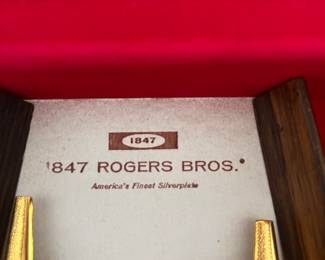 1847
1847 ROGERS BROS.®
America's Finest Silverplate